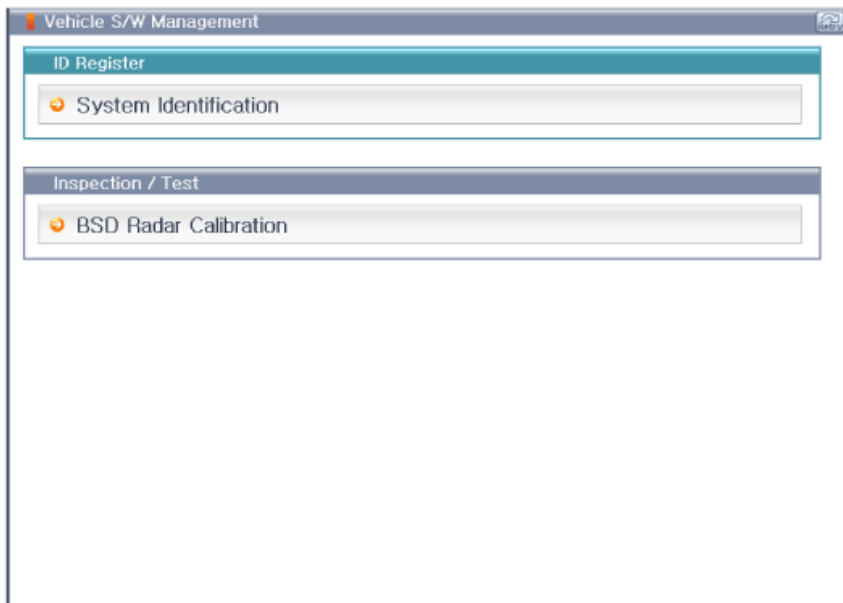 Vehicle S/W Management
ID Register
System Identification
Inspection / Test
BSD Radar Calibration